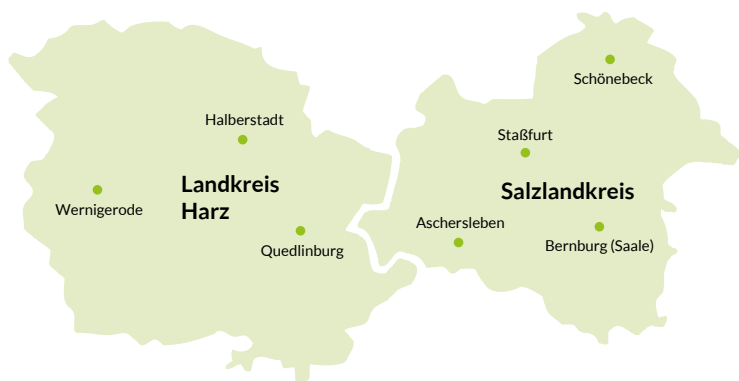 Schönebeck
Halberstadt
Staßfurt
Landkreis
Harz
Salzlandkreis
Wernigerode
Aschersleben
Quedlinburg
Bernburg (Saale)